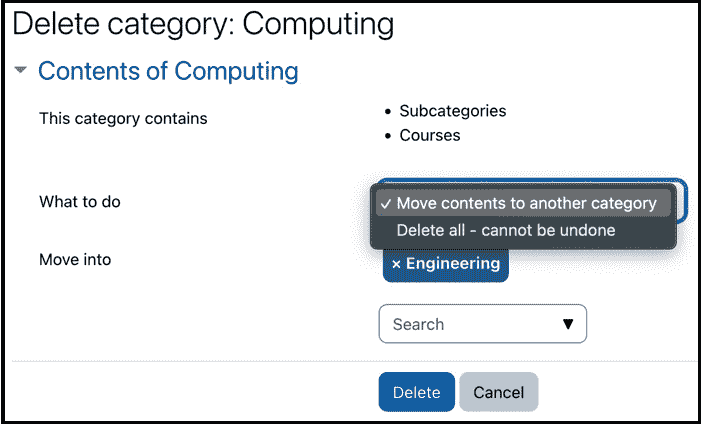 Delete category: Computing
Contents of Computing
This category contains
• Subcategories
• Courses
What to do
✓ Move contents to another category
Delete all - cannot be undone
Move into
× Engineering
Search ▼
Delete Cancel